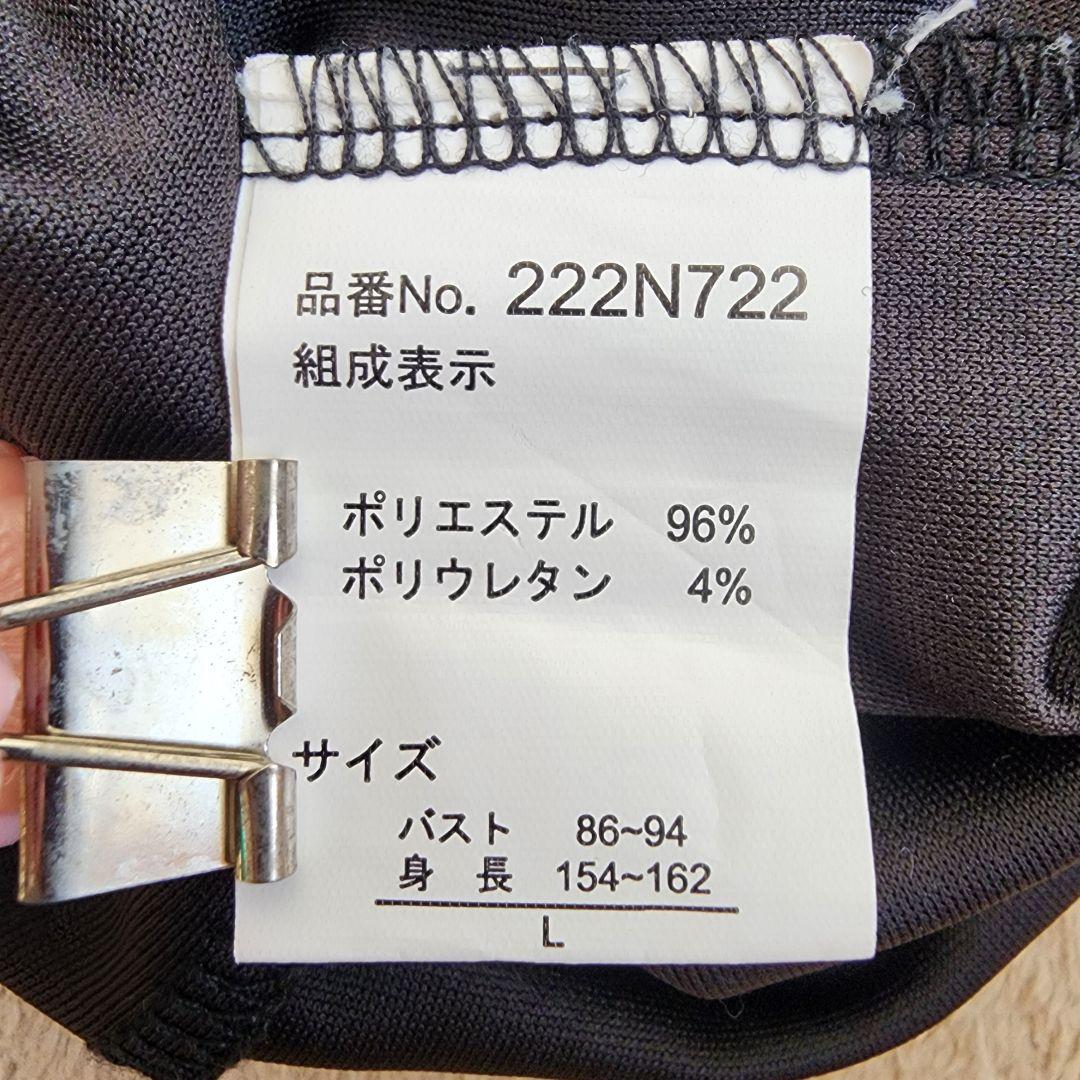 品番No. 222N722
組成表示
ポリエステル 96%
ポリウレタン 4%
サイズ
バスト 86~94
身 長 154~162
L